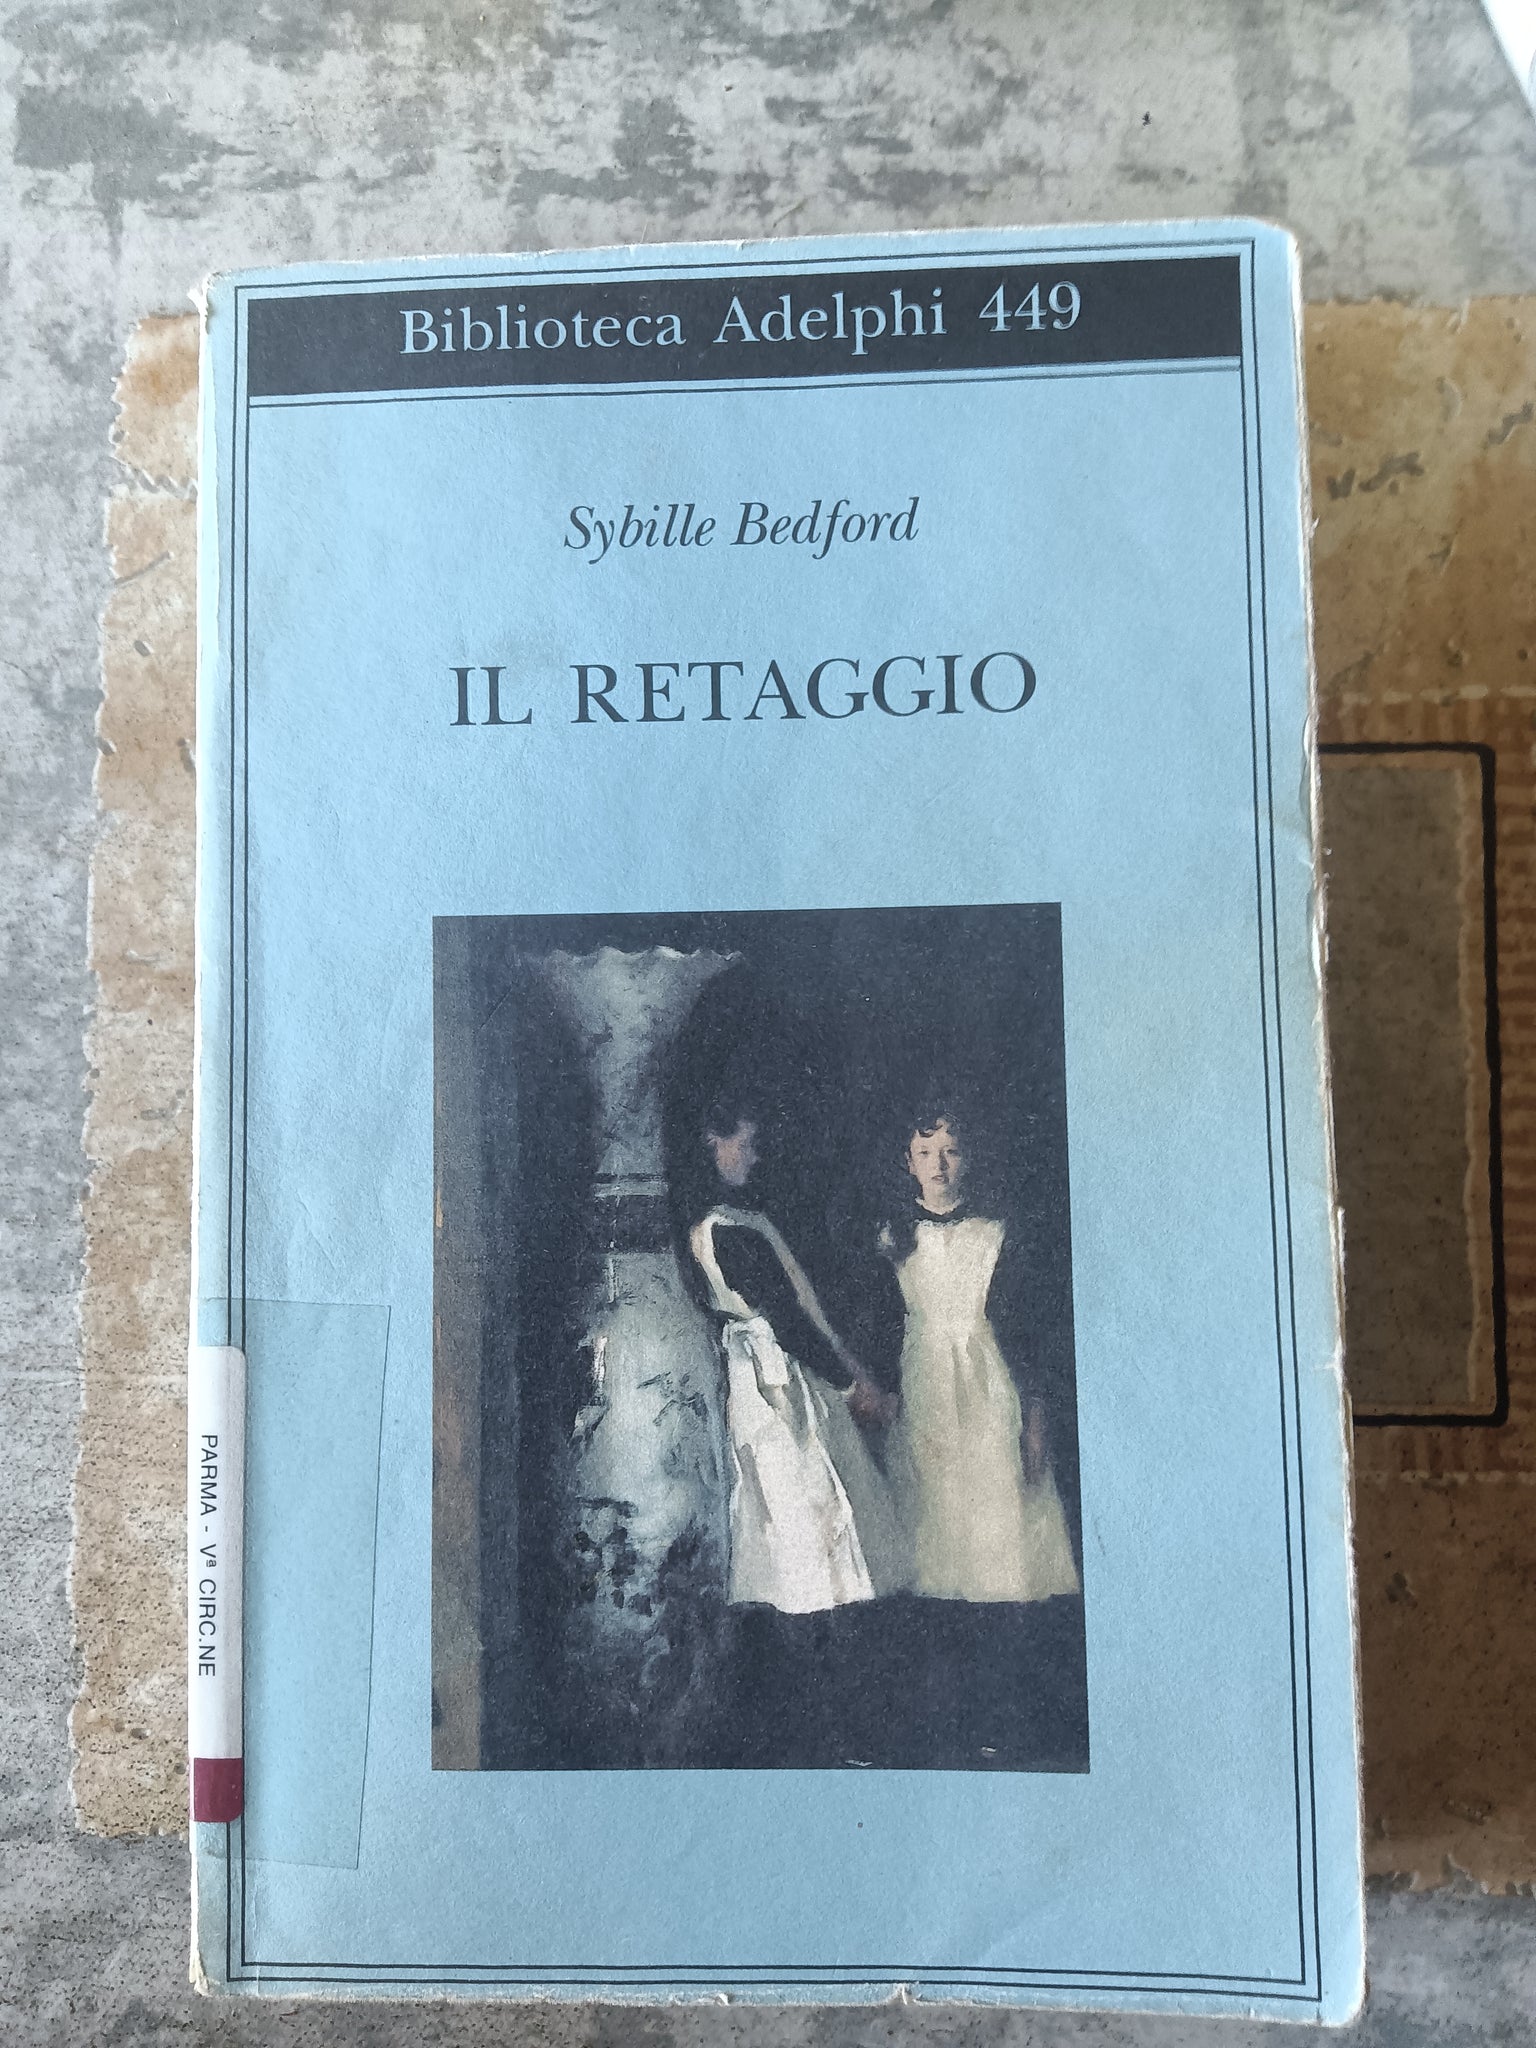 Biblioteca Adelphi 449
Sybille Bedford
IL RETAGGIO
PARMA - Vª CIRC.NE